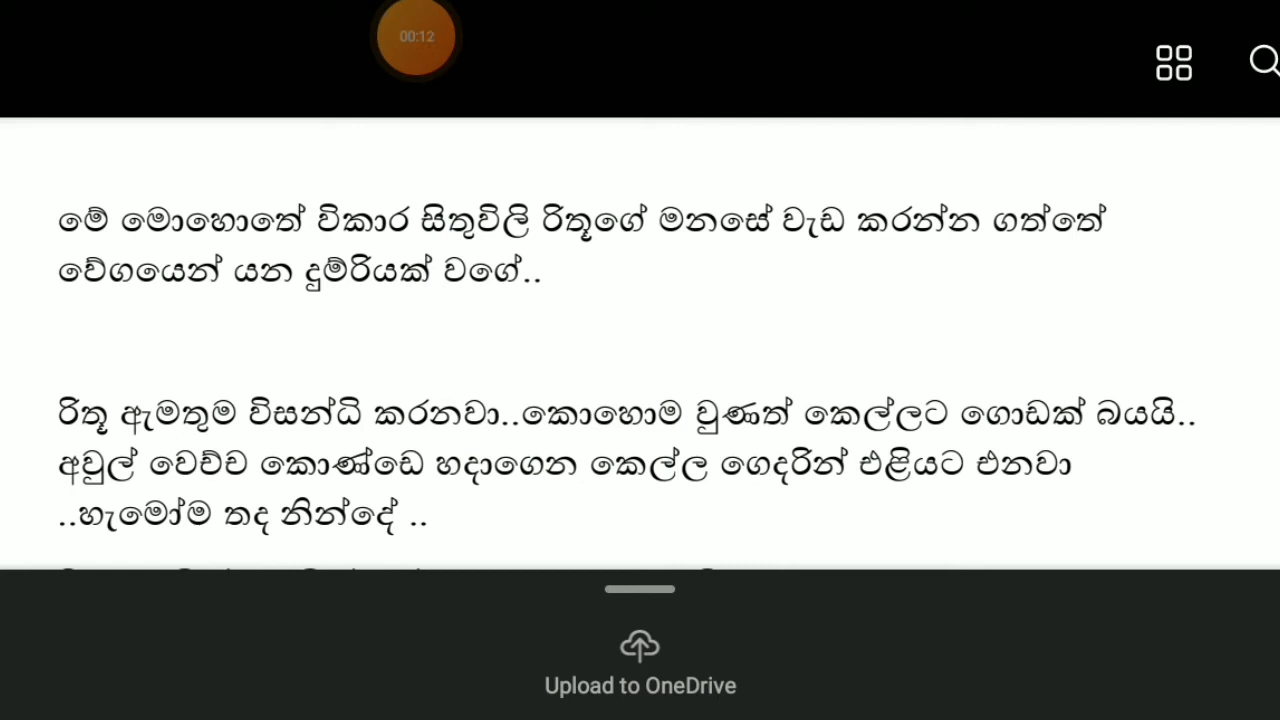 00:12
මේ මොහොතේ විකාර සිතුවිලි රිතූගේ මනසේ වැඩ කරන්න ගත්තේ
වේගයෙන් යන දුම්රියක් වගේ..
රිතූ ඇමතුම විසන්ධි කරනවා..කොහොම වුණත් කෙල්ලට ගොඩක් බයයි..
අවුල් වෙච්ච කොණ්ඩෙ හදාගෙන කෙල්ල ගෙදරින් එළියට එනවා
..හැමෝම තද නින්දේ ..
Upload to OneDrive